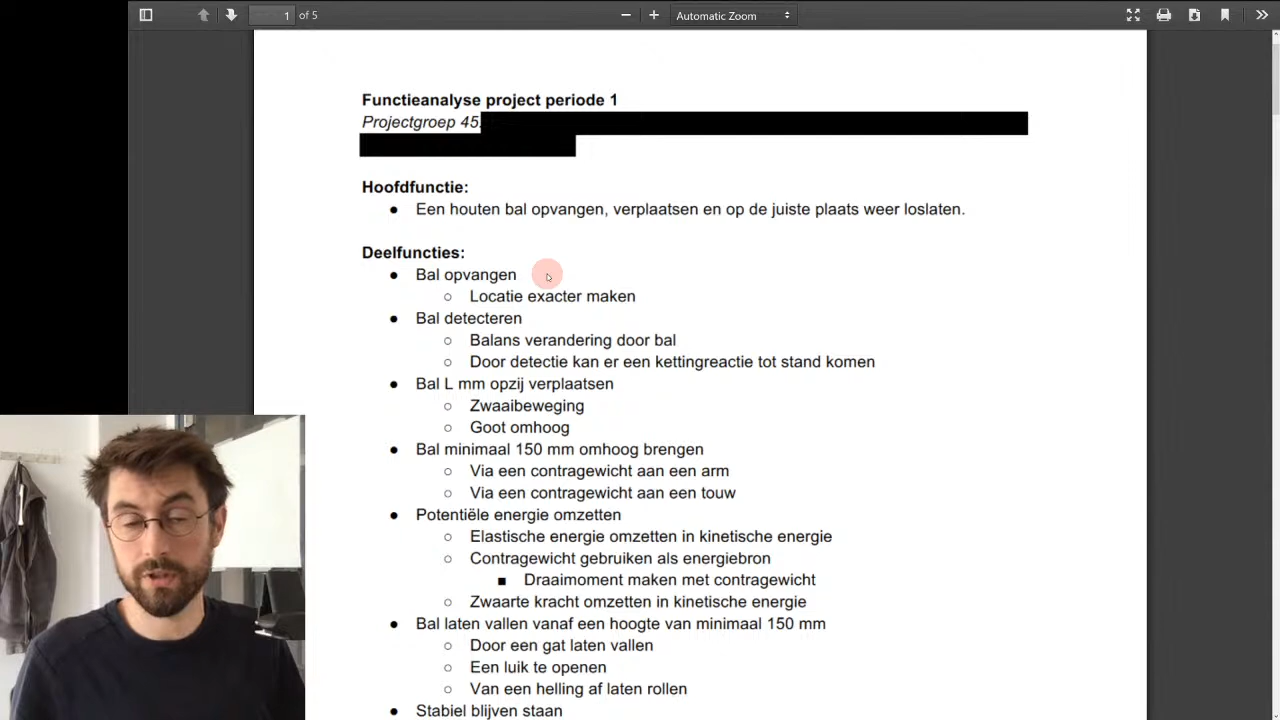 1 of 5
Automatic Zoom
Functieanalyse project periode 1
Projectgroep 45:
Hoofdfunctie:
● Een houten bal opvangen, verplaatsen en op de juiste plaats weer loslaten.
Deelfuncties:
● Bal opvangen
○ Locatie exacter maken
● Bal detecteren
○ Balans verandering door bal
○ Door detectie kan er een kettingreactie tot stand komen
● Bal L mm opzij verplaatsen
○ Zwaaibeweging
○ Goot omhoog
● Bal minimaal 150 mm omhoog brengen
○ Via een contragewicht aan een arm
○ Via een contragewicht aan een touw
● Potentiële energie omzetten
○ Elastische energie omzetten in kinetische energie
○ Contragewicht gebruiken als energiebron
■ Draaimoment maken met contragewicht
○ Zwaarte kracht omzetten in kinetische energie
● Bal laten vallen vanaf een hoogte van minimaal 150 mm
○ Door een gat laten vallen
○ Een luik te openen
○ Van een helling af laten rollen
● Stabiel blijven staan